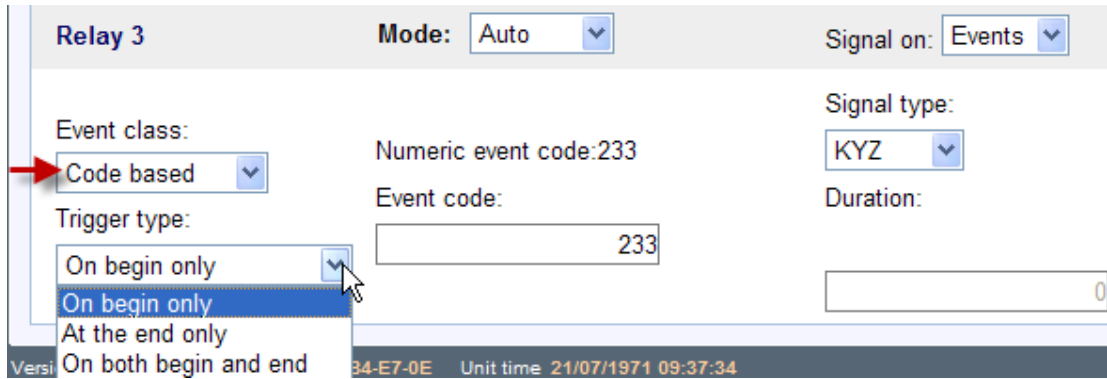 Relay 3 Mode: Auto Signal on: Events
Signal type:
Event class:
Numeric event code:233 KYZ
Code based
Event code: Duration:
Trigger type:
233
On begin only
On begin only 0
At the end only
On both begin and end
34-E7-0E Unit time 21/07/1971 09:37:34